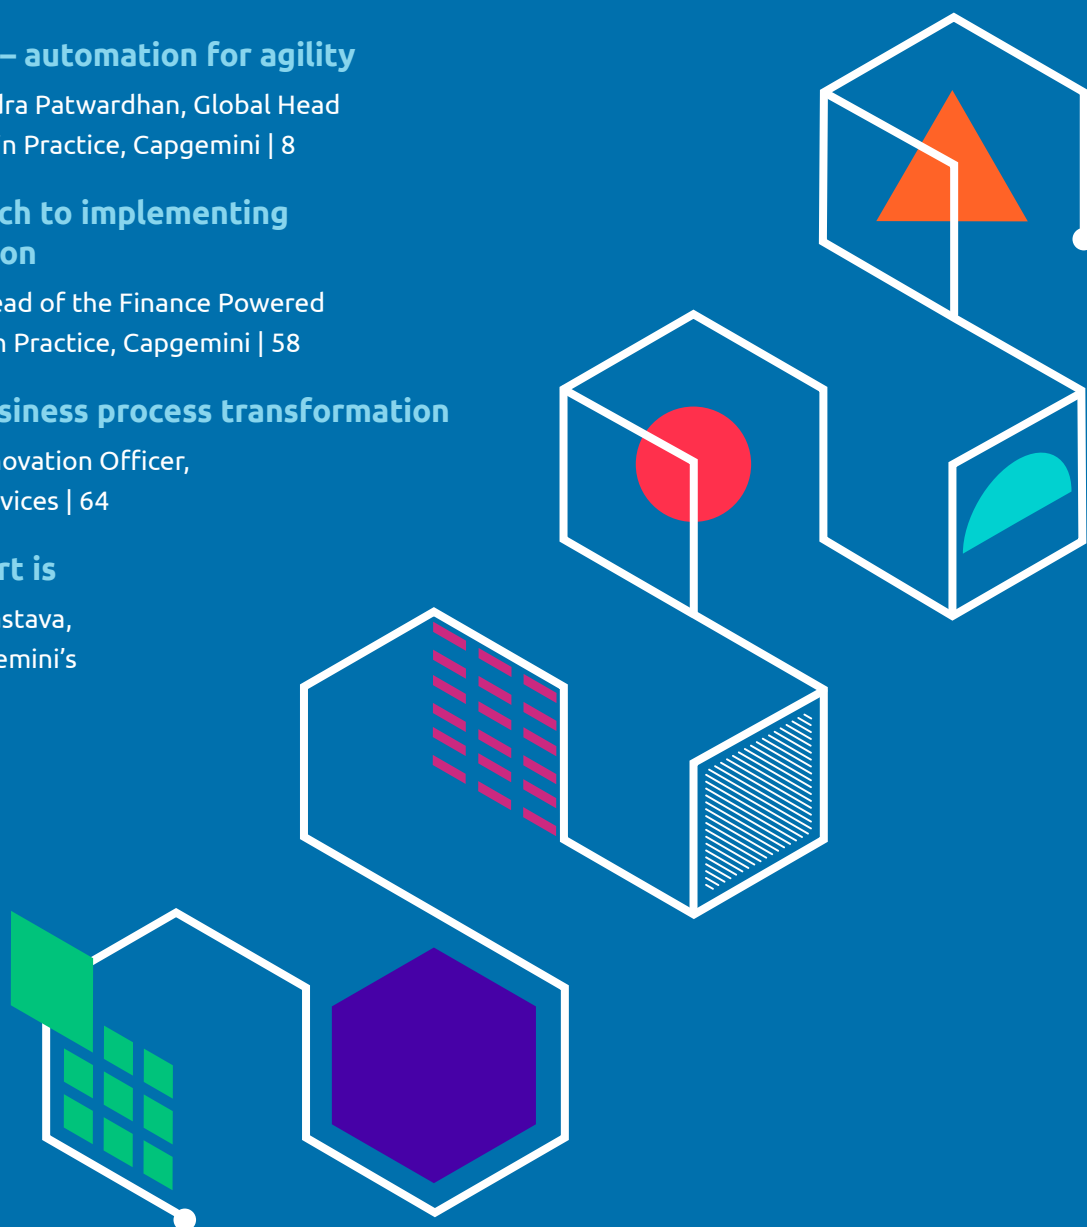 – automation for agility
dra Patwardhan, Global Head
n Practice, Capgemini | 8
ch to implementing
on
ead of the Finance Powered
n Practice, Capgemini | 58
siness process transformation
ovation Officer,
vices | 64
rt is
stava,
emini’s